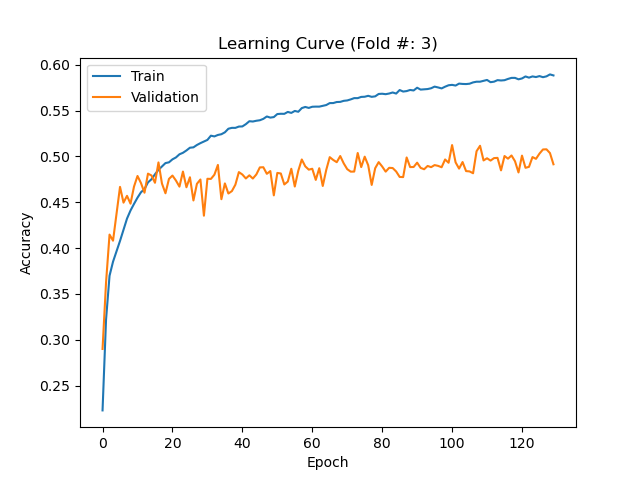 Learning Curve (Fold #: 3)
Train
Validation
Accuracy
0.60
0.55
0.50
0.45
0.40
0.35
0.30
0.25
0 20 40 60 80 100 120
Epoch